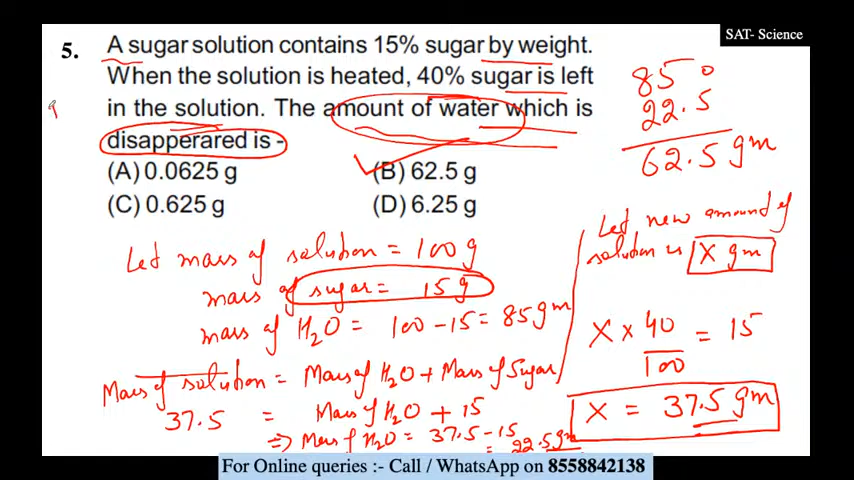 SAT- Science
5. A sugar solution contains 15% sugar by weight.
When the solution is heated, 40% sugar is left
in the solution. The amount of water which is
disapperared is -
(A) 0.0625 g (B) 62.5 g
(C) 0.625 g (D) 6.25 g
85 0
22.5
62.5 gm
Let mass of solution = 100 g
mass of sugar = 15 g
mass of H2O = 100 - 15 = 85 gm
Mass of solution = Mass of H2O + Mass of Sugar
37.5 = Mass of H2O + 15
⇒ Mass of H2O = 37.5 - 15
= 22.5 gm
Let new amount of
solution is X gm
X × 40/100 = 15
X = 37.5 gm
For Online queries :- Call / WhatsApp on 8558842138